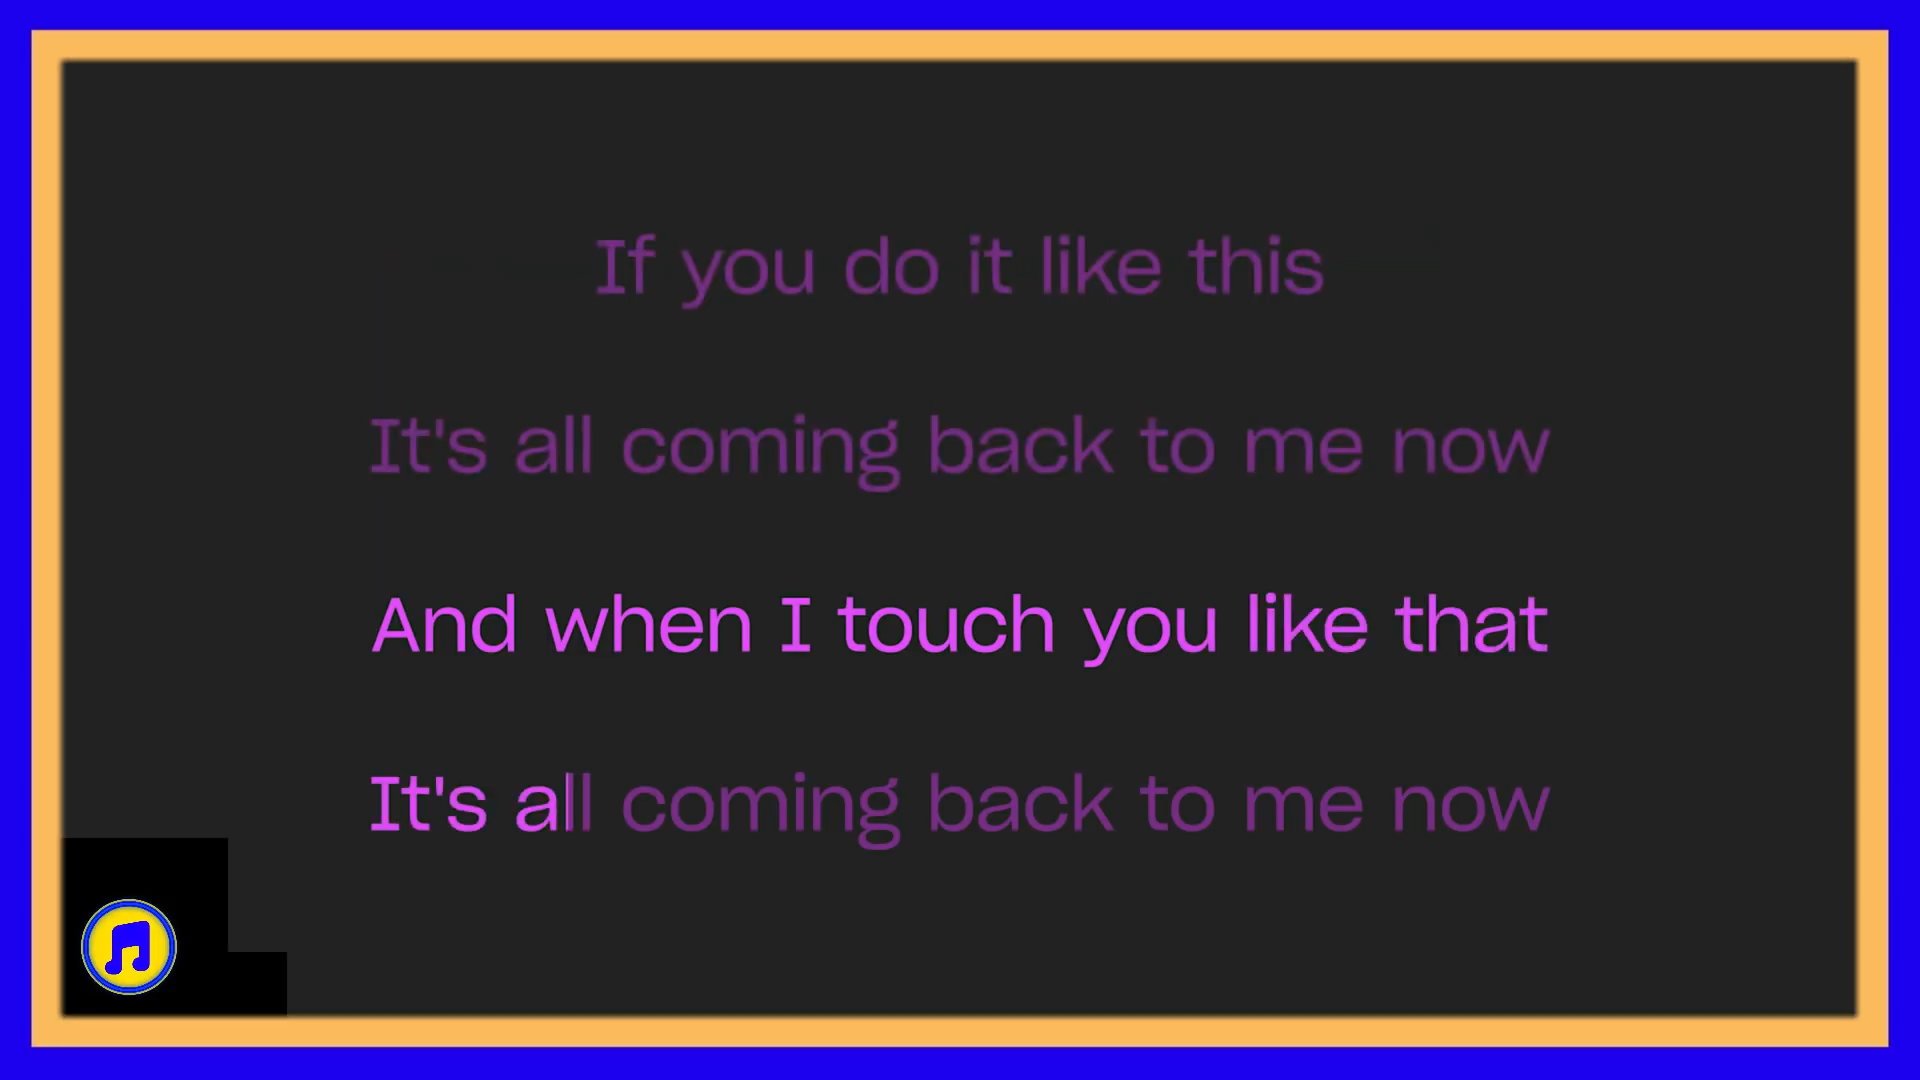 If you do it like this
It's all coming back to me now
And when I touch you like that
It's all coming back to me now